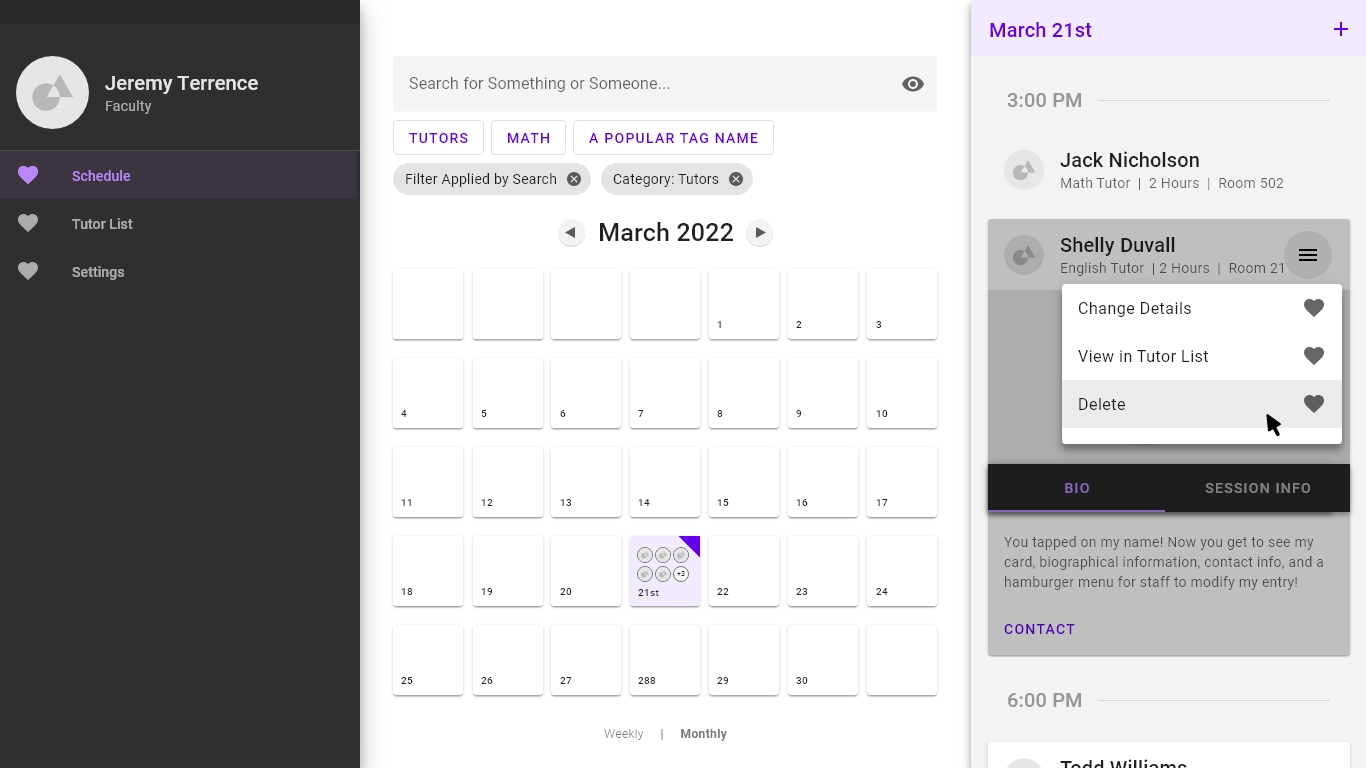 Jeremy Terrence
Faculty
Schedule
Tutor List
Settings
Search for Something or Someone...
TUTORS
MATH
A POPULAR TAG NAME
Filter Applied by Search
Category: Tutors
March 2022
1
2
3
4
5
6
7
8
9
10
11
12
13
14
15
16
17
18
19
20
+3
21st
22
23
24
25
26
27
288
29
30
Weekly | Monthly
March 21st
3:00 PM
Jack Nicholson
Math Tutor | 2 Hours | Room 502
Shelly Duvall
English Tutor | 2 Hours | Room 21
Change Details
View in Tutor List
Delete
BIO
SESSION INFO
You tapped on my name! Now you get to see my
card, biographical information, contact info, and a
hamburger menu for staff to modify my entry!
CONTACT
6:00 PM
Todd Williams